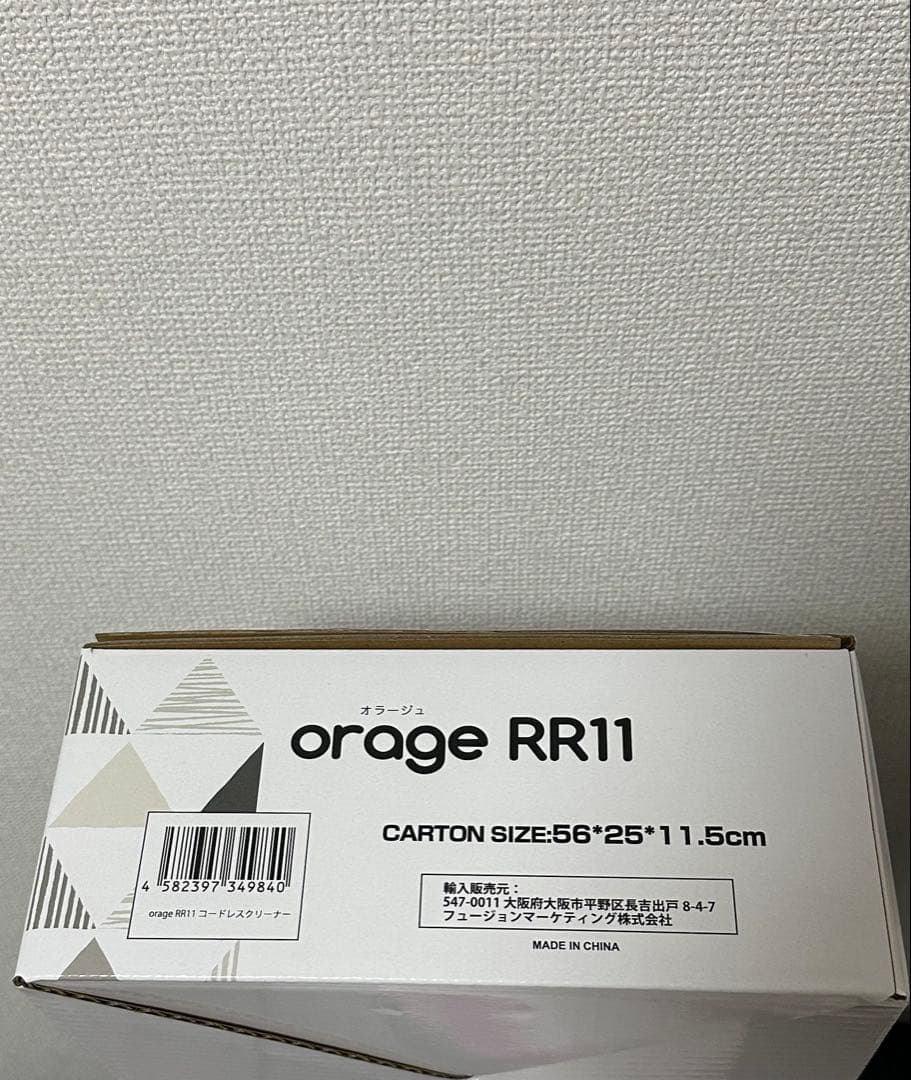 オラージュ
orage RR11
CARTON SIZE:56*25*11.5cm
4 582397 349840
orage RR11 コードレスクリーナー
輸入販売元：
547-0011 大阪府大阪市平野区長吉出戸 8-4-7
フュージョンマーケティング株式会社
MADE IN CHINA